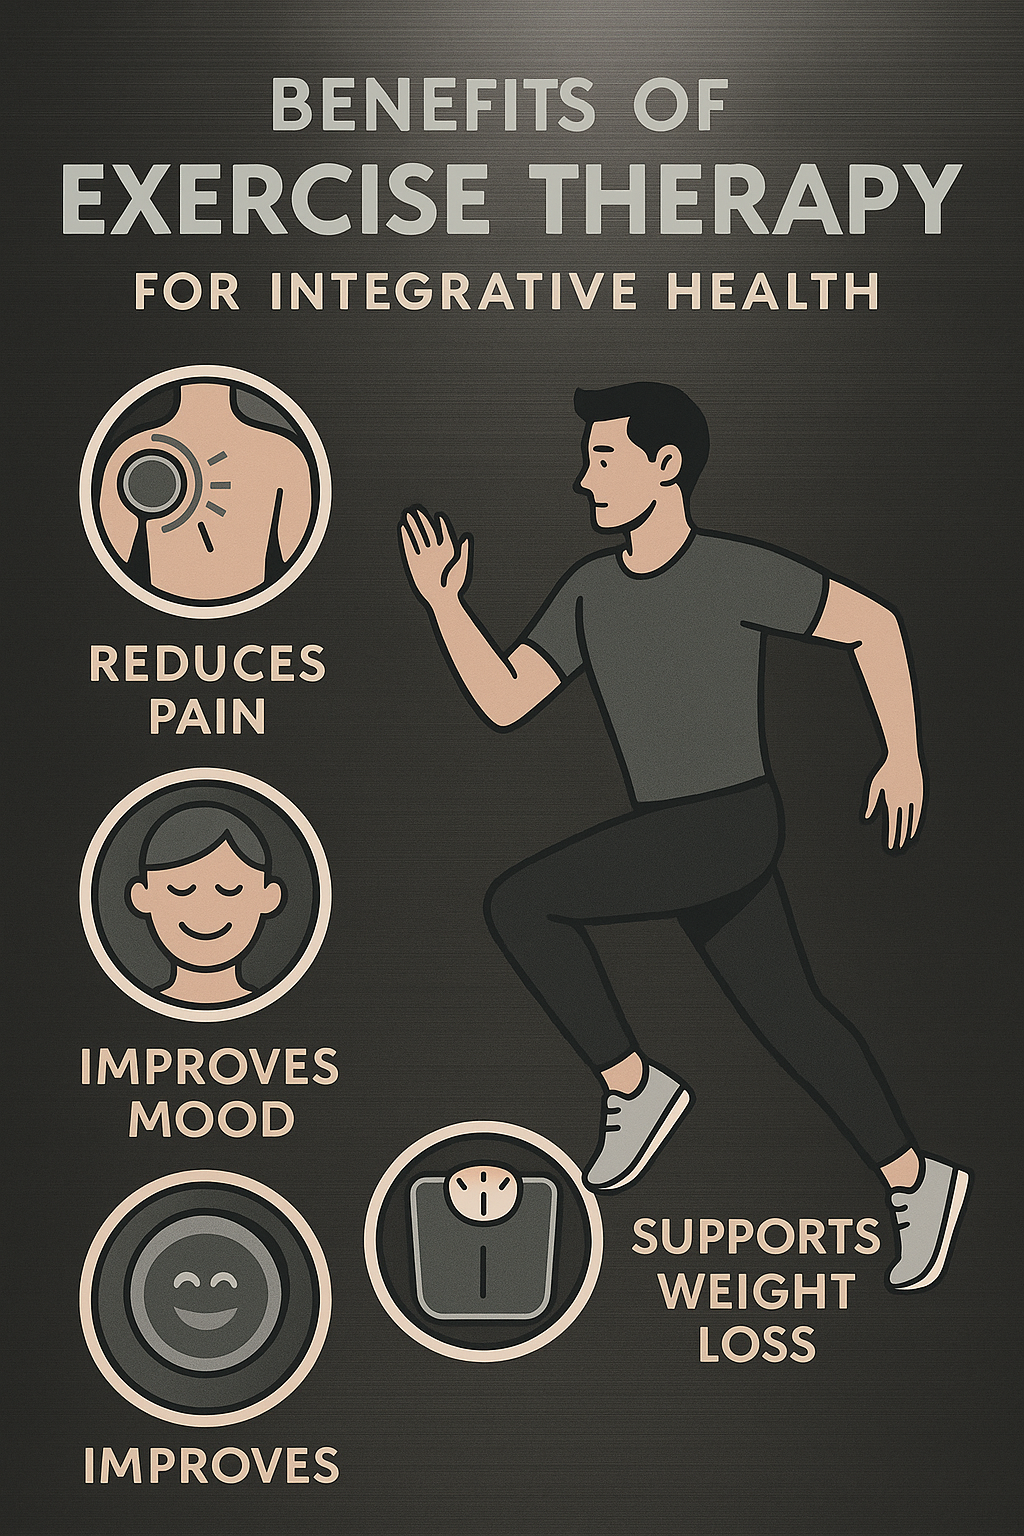 BENEFITS OF
EXERCISE THERAPY
FOR INTEGRATIVE HEALTH
REDUCES
PAIN
IMPROVES
MOOD
SUPPORTS
WEIGHT
LOSS
IMPROVES